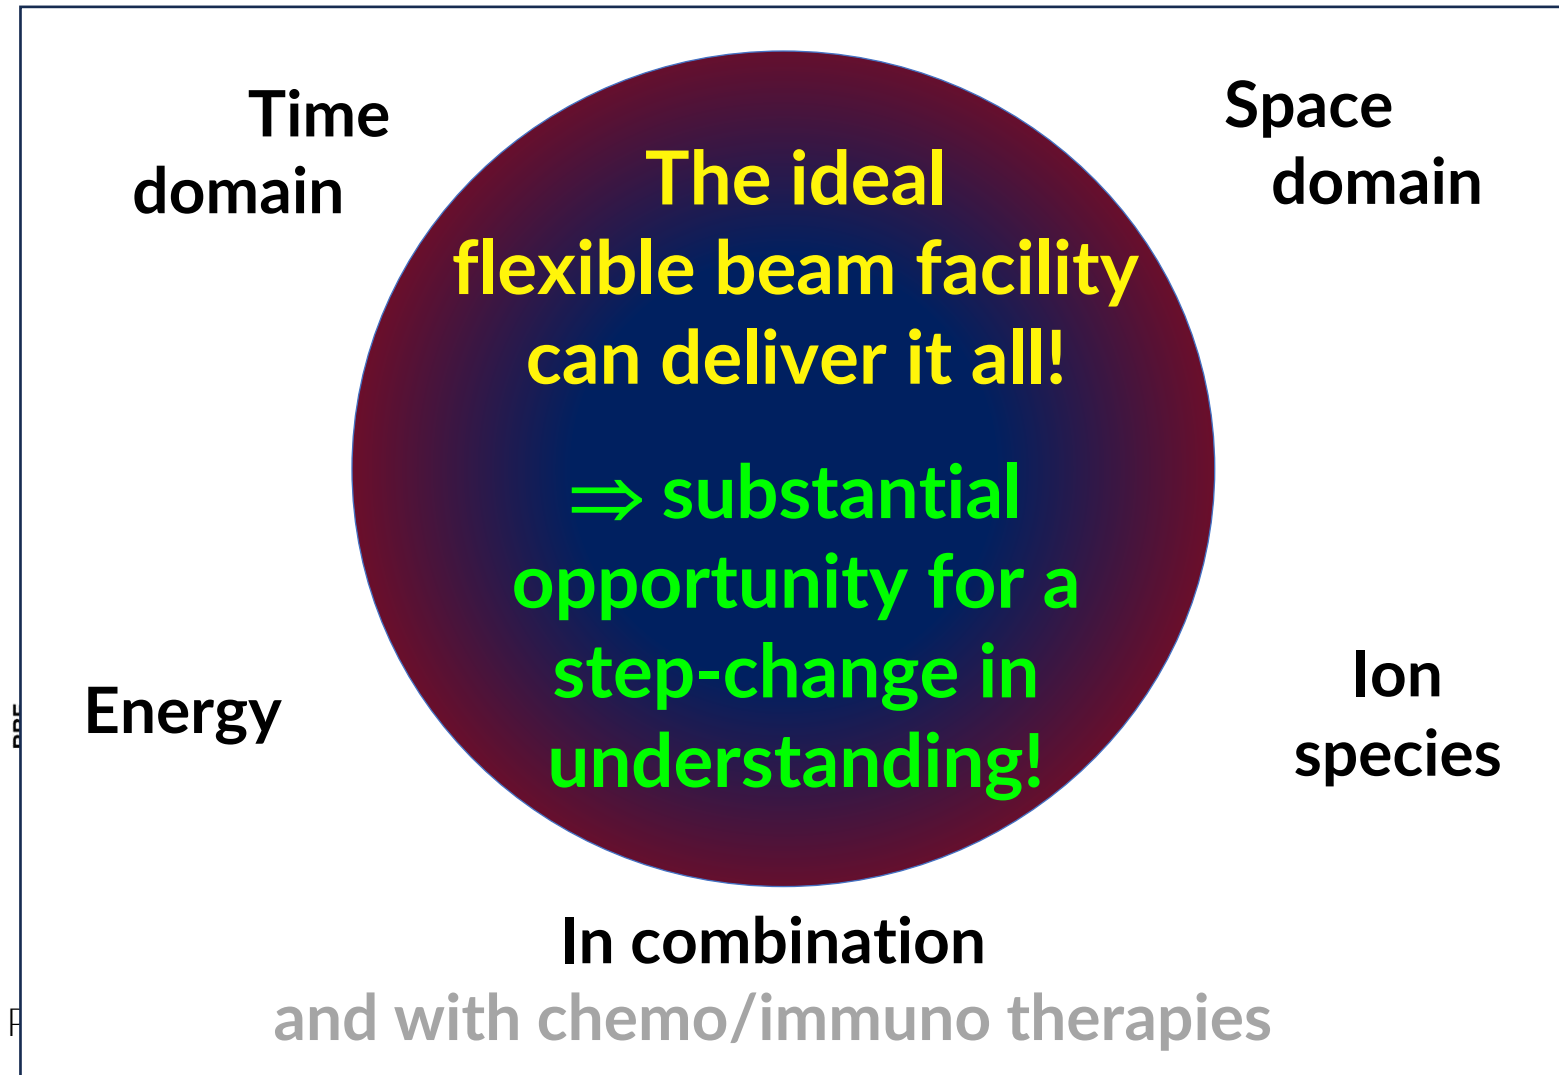 Time
domain
Space
domain
The ideal
flexible beam facility
can deliver it all!
⇒ substantial
opportunity for a
step-change in
understanding!
Energy
Ion
species
In combination
and with chemo/immuno therapies